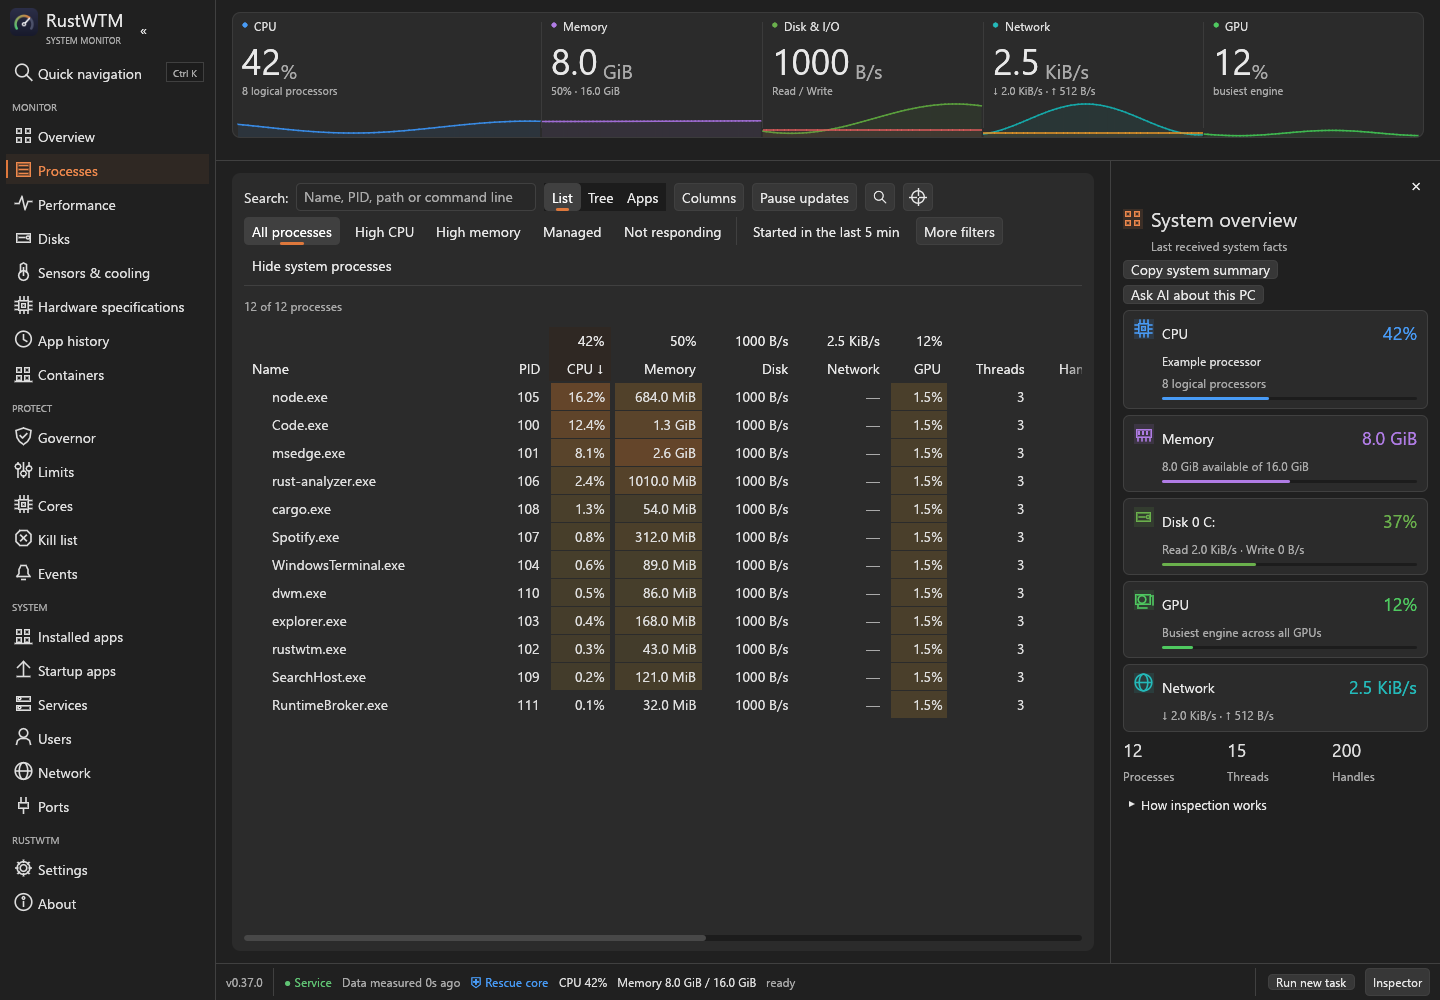 RustWTM
SYSTEM MONITOR
«
Quick navigation
Ctrl K
MONITOR
Overview
Processes
Performance
Disks
Sensors & cooling
Hardware specifications
App history
Containers
PROTECT
Governor
Limits
Cores
Kill list
Events
SYSTEM
Installed apps
Startup apps
Services
Users
Network
Ports
RUSTWTM
Settings
About
CPU
42%
8 logical processors
Memory
8.0 GiB
50% · 16.0 GiB
Disk & I/O
1000 B/s
Read / Write
Network
2.5 KiB/s
↓ 2.0 KiB/s · ↑ 512 B/s
GPU
12%
busiest engine
Search: Name, PID, path or command line List Tree Apps Columns Pause updates
All processes High CPU High memory Managed Not responding Started in the last 5 min More filters
Hide system processes
12 of 12 processes
42% 50% 1000 B/s 2.5 KiB/s 12%
Name PID CPU ↓ Memory Disk Network GPU Threads Han
node.exe 105 16.2% 684.0 MiB 1000 B/s — 1.5% 3
Code.exe 100 12.4% 1.3 GiB 1000 B/s — 1.5% 3
msedge.exe 101 8.1% 2.6 GiB 1000 B/s — 1.5% 3
rust-analyzer.exe 106 2.4% 1010.0 MiB 1000 B/s — 1.5% 3
cargo.exe 108 1.3% 54.0 MiB 1000 B/s — 1.5% 3
Spotify.exe 107 0.8% 312.0 MiB 1000 B/s — 1.5% 3
WindowsTerminal.exe 104 0.6% 89.0 MiB 1000 B/s — 1.5% 3
dwm.exe 110 0.5% 86.0 MiB 1000 B/s — 1.5% 3
explorer.exe 103 0.4% 168.0 MiB 1000 B/s — 1.5% 3
rustwtm.exe 102 0.3% 43.0 MiB 1000 B/s — 1.5% 3
SearchHost.exe 109 0.2% 121.0 MiB 1000 B/s — 1.5% 3
RuntimeBroker.exe 111 0.1% 32.0 MiB 1000 B/s — 1.5% 3
×
System overview
Last received system facts
Copy system summary
Ask AI about this PC
CPU 42%
Example processor
8 logical processors
Memory 8.0 GiB
8.0 GiB available of 16.0 GiB
Disk 0 C: 37%
Read 2.0 KiB/s · Write 0 B/s
GPU 12%
Busiest engine across all GPUs
Network 2.5 KiB/s
↓ 2.0 KiB/s · ↑ 512 B/s
12 15 200
Processes Threads Handles
How inspection works
v0.37.0 Service Data measured 0s ago Rescue core CPU 42% Memory 8.0 GiB / 16.0 GiB ready Run new task Inspector